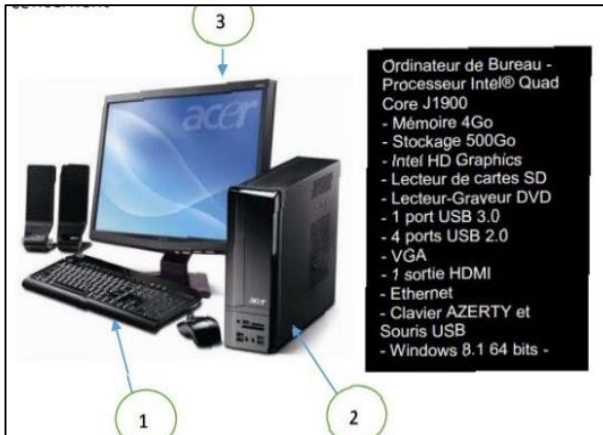 3
acer
Ordinateur de Bureau -
Processeur Intel® Quad
Core J1900
- Mémoire 4Go
- Stockage 500Go
- Intel HD Graphics
- Lecteur de cartes SD
- Lecteur-Graveur DVD
- 1 port USB 3.0
- 4 ports USB 2.0
- VGA
- 1 sortie HDMI
- Ethernet
- Clavier AZERTY et
Souris USB
- Windows 8.1 64 bits -
acer
1
2